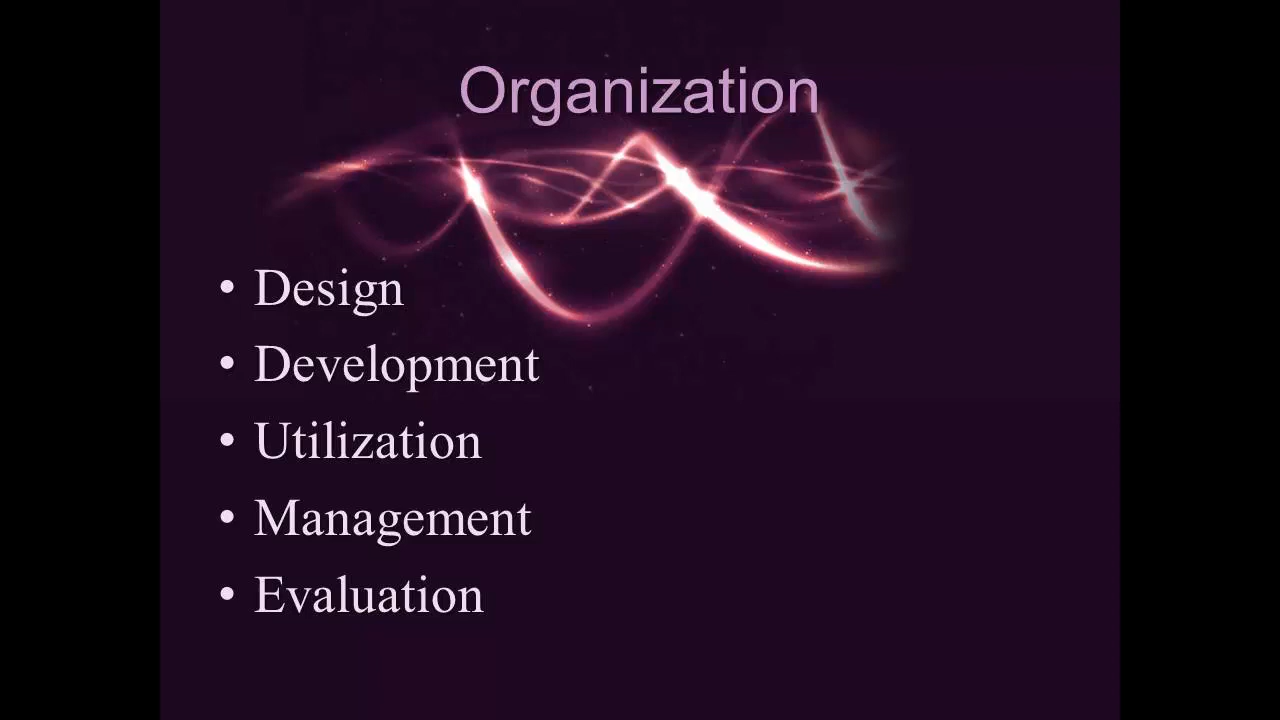 Organization
• Design
• Development
• Utilization
• Management
• Evaluation